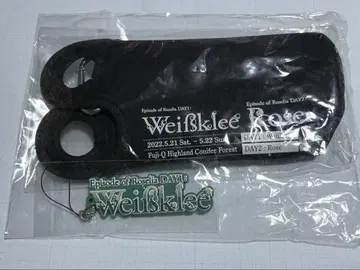 Episode of Roselia DAY1:
Weißklee
Episode of Roselia DAY2:
Rose
2022.5.21 Sat. ~ 5.22 Sun.
Fuji-Q Highland Conifer Forest
DAY2 : Rose
Episode of Roselia DAY1:
Weißklee